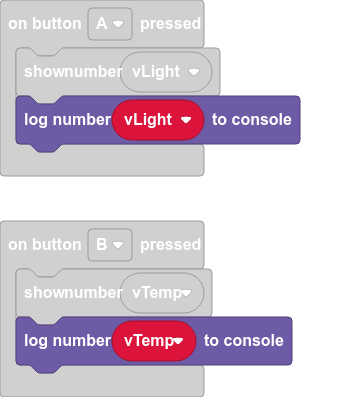 on button A pressed
shownumber vLight
log number vLight to console
on button B pressed
shownumber vTemp
log number vTemp to console